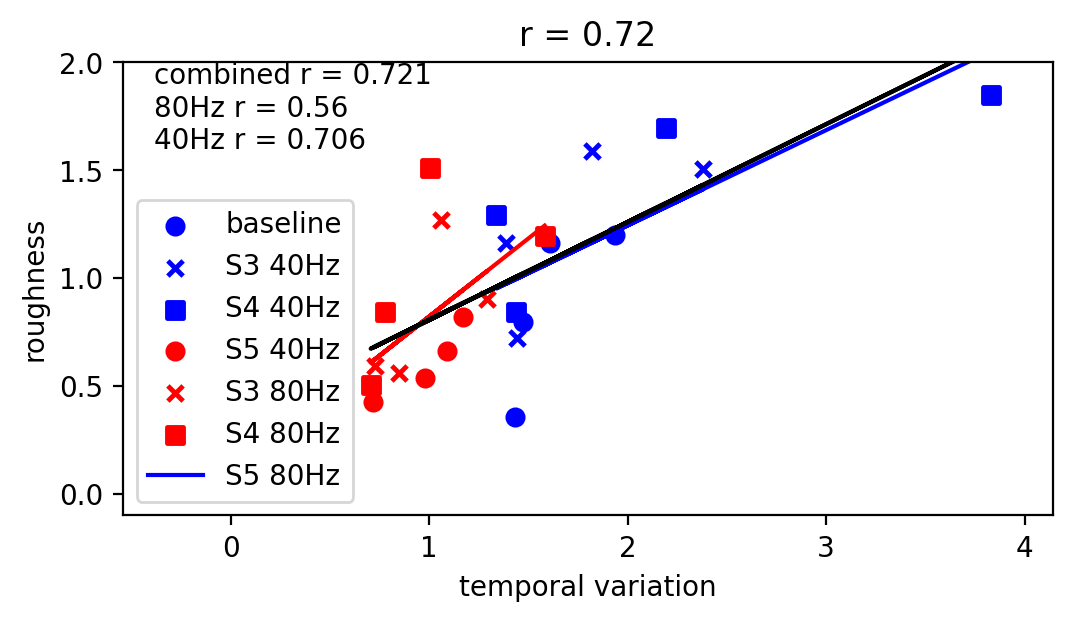 r = 0.72
combined r = 0.721
80Hz r = 0.56
40Hz r = 0.706
baseline
S3 40Hz
S4 40Hz
S5 40Hz
S3 80Hz
S4 80Hz
S5 80Hz
roughness
2.0
1.5
1.0
0.5
0.0
0 1 2 3 4
temporal variation